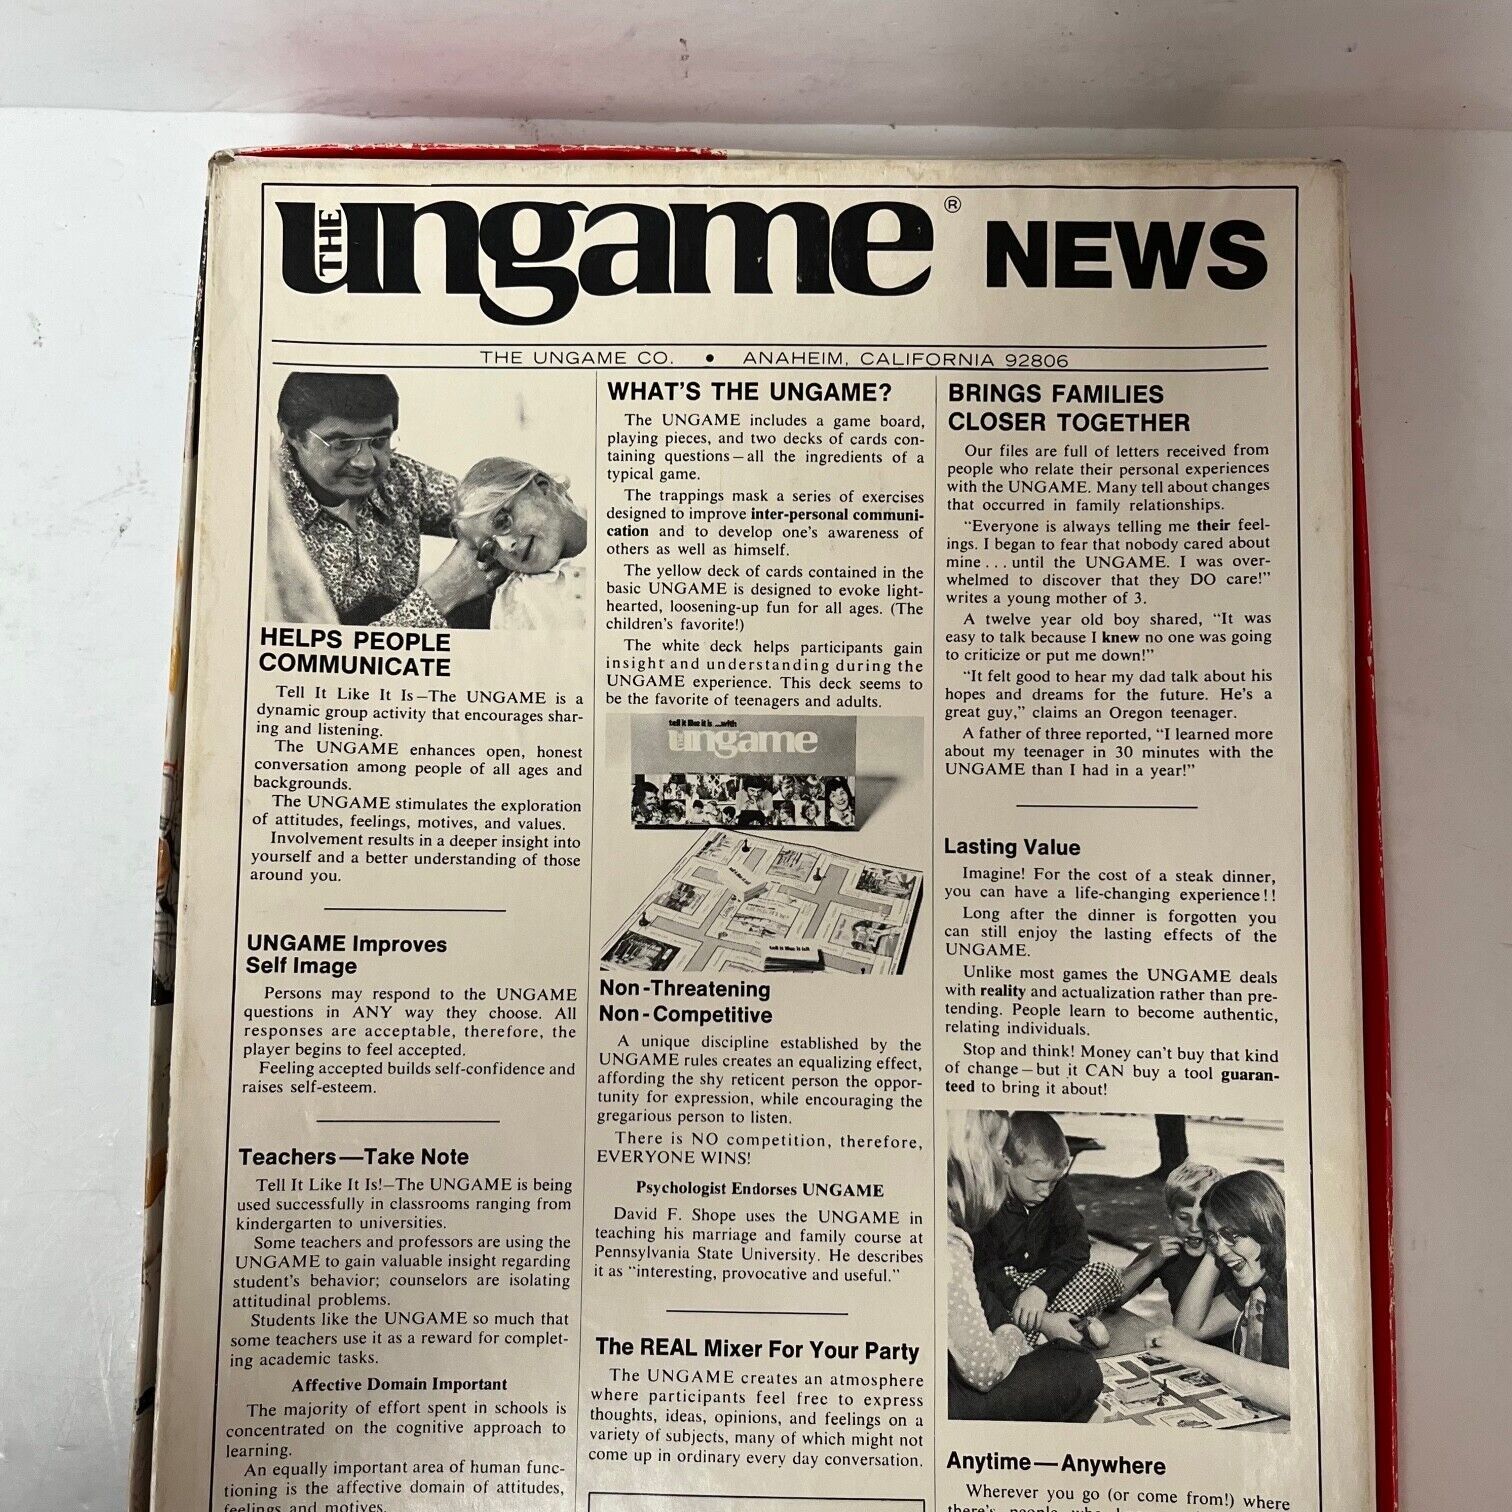 THE ungame® NEWS
THE UNGAME CO. • ANAHEIM, CALIFORNIA 92806
HELPS PEOPLE
COMMUNICATE
Tell It Like It Is—The UNGAME is a
dynamic group activity that encourages shar-
ing and listening.
The UNGAME enhances open, honest
conversation among people of all ages and
backgrounds.
The UNGAME stimulates the exploration
of attitudes, feelings, motives, and values.
Involvement results in a deeper insight into
yourself and a better understanding of those
around you.
UNGAME Improves
Self Image
Persons may respond to the UNGAME
questions in ANY way they choose. All
responses are acceptable, therefore, the
player begins to feel accepted.
Feeling accepted builds self-confidence and
raises self-esteem.
Teachers—Take Note
Tell It Like It Is!—The UNGAME is being
used successfully in classrooms ranging from
kindergarten to universities.
Some teachers and professors are using the
UNGAME to gain valuable insight regarding
student's behavior; counselors are isolating
attitudinal problems.
Students like the UNGAME so much that
some teachers use it as a reward for complet-
ing academic tasks.
Affective Domain Important
The majority of effort spent in schools is
concentrated on the cognitive approach to
learning.
An equally important area of human func-
tioning is the affective domain of attitudes,
feelings and motives.
WHAT'S THE UNGAME?
The UNGAME includes a game board,
playing pieces, and two decks of cards con-
taining questions—all the ingredients of a
typical game.
The trappings mask a series of exercises
designed to improve inter-personal communi-
cation and to develop one's awareness of
others as well as himself.
The yellow deck of cards contained in the
basic UNGAME is designed to evoke light-
hearted, loosening-up fun for all ages. (The
children's favorite!)
The white deck helps participants gain
insight and understanding during the
UNGAME experience. This deck seems to
be the favorite of teenagers and adults.
tell it like it is ...with
THE ungame
tell it like it is
Non-Threatening
Non-Competitive
A unique discipline established by the
UNGAME rules creates an equalizing effect,
affording the shy reticent person the oppor-
tunity for expression, while encouraging the
gregarious person to listen.
There is NO competition, therefore,
EVERYONE WINS!
Psychologist Endorses UNGAME
David F. Shope uses the UNGAME in
teaching his marriage and family course at
Pennsylvania State University. He describes
it as "interesting, provocative and useful."
The REAL Mixer For Your Party
The UNGAME creates an atmosphere
where participants feel free to express
thoughts, ideas, opinions, and feelings on a
variety of subjects, many of which might not
come up in ordinary every day conversation.
BRINGS FAMILIES
CLOSER TOGETHER
Our files are full of letters received from
people who relate their personal experiences
with the UNGAME. Many tell about changes
that occurred in family relationships.
"Everyone is always telling me their feel-
ings. I began to fear that nobody cared about
mine . . . until the UNGAME. I was over-
whelmed to discover that they DO care!"
writes a young mother of 3.
A twelve year old boy shared, "It was
easy to talk because I knew no one was going
to criticize or put me down!"
"It felt good to hear my dad talk about his
hopes and dreams for the future. He's a
great guy," claims an Oregon teenager.
A father of three reported, "I learned more
about my teenager in 30 minutes with the
UNGAME than I had in a year!"
Lasting Value
Imagine! For the cost of a steak dinner,
you can have a life-changing experience!!
Long after the dinner is forgotten you
can still enjoy the lasting effects of the
UNGAME.
Unlike most games the UNGAME deals
with reality and actualization rather than pre-
tending. People learn to become authentic,
relating individuals.
Stop and think! Money can't buy that kind
of change—but it CAN buy a tool guaran-
teed to bring it about!
Anytime—Anywhere
Wherever you go (or come from!) where
there's people